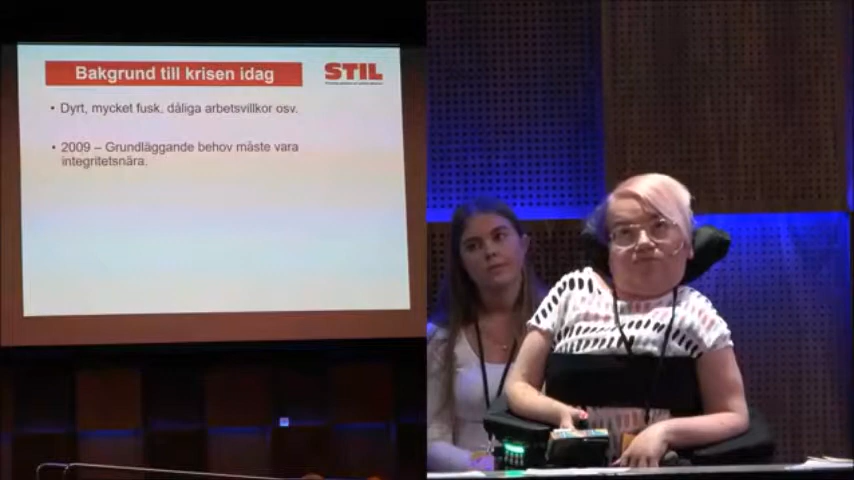 Bakgrund till krisen idag
STIL
• Dyrt, mycket fusk, dåliga arbetsvillkor osv.
• 2009 – Grundläggande behov måste vara
integritetsnära.